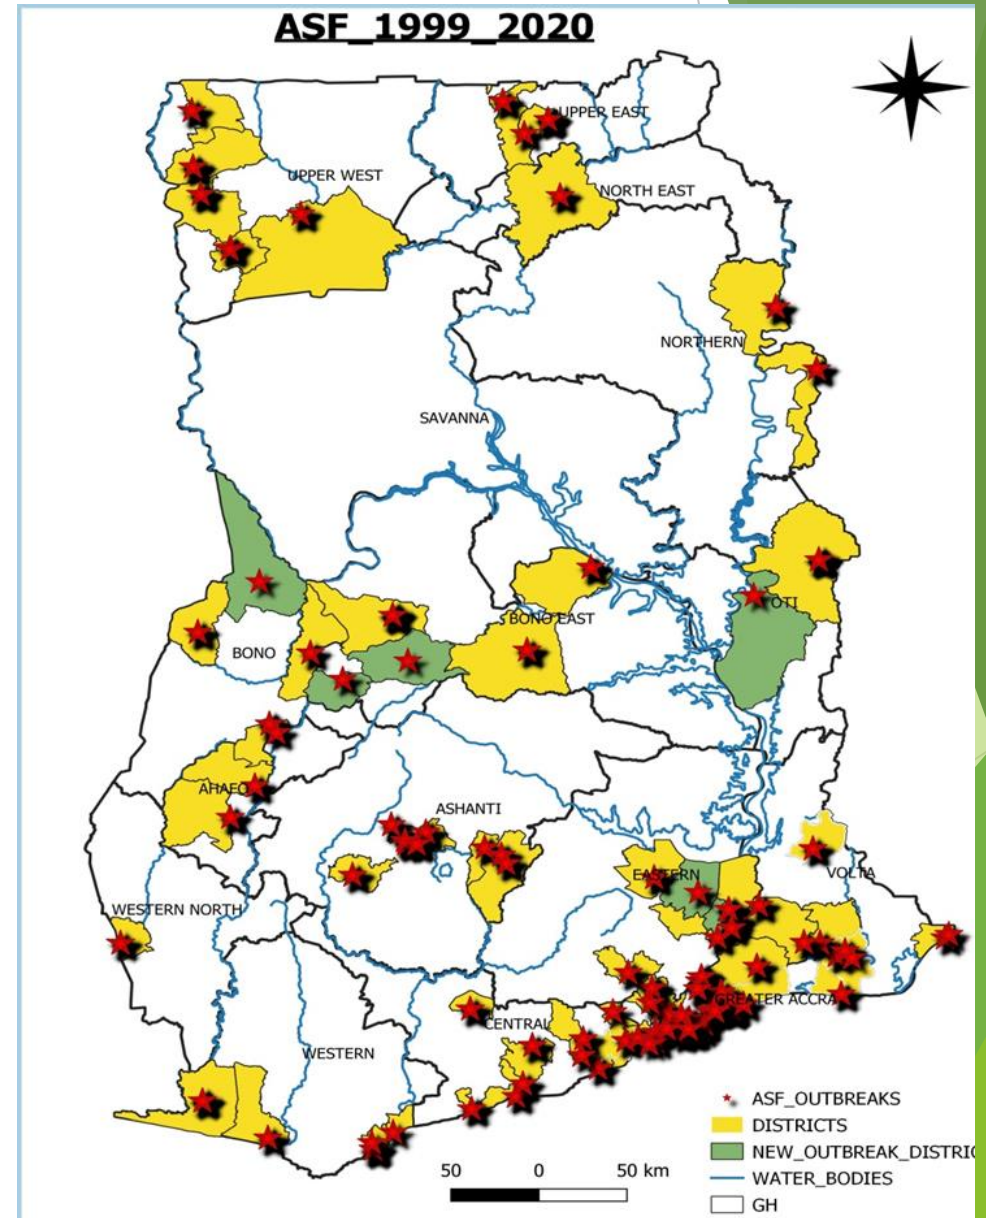 ASF_1999_2020
UPPER EAST
UPPER WEST
NORTH EAST
NORTHERN
SAVANNA
OTI
BONO EAST
BONO
AHAFO
ASHANTI
EASTERN
VOLTA
WESTERN NORTH
GREATER ACCRA
CENTRAL
WESTERN
ASF_OUTBREAKS
DISTRICTS
NEW_OUTBREAK_DISTRIC
WATER_BODIES
GH
50 0 50 km